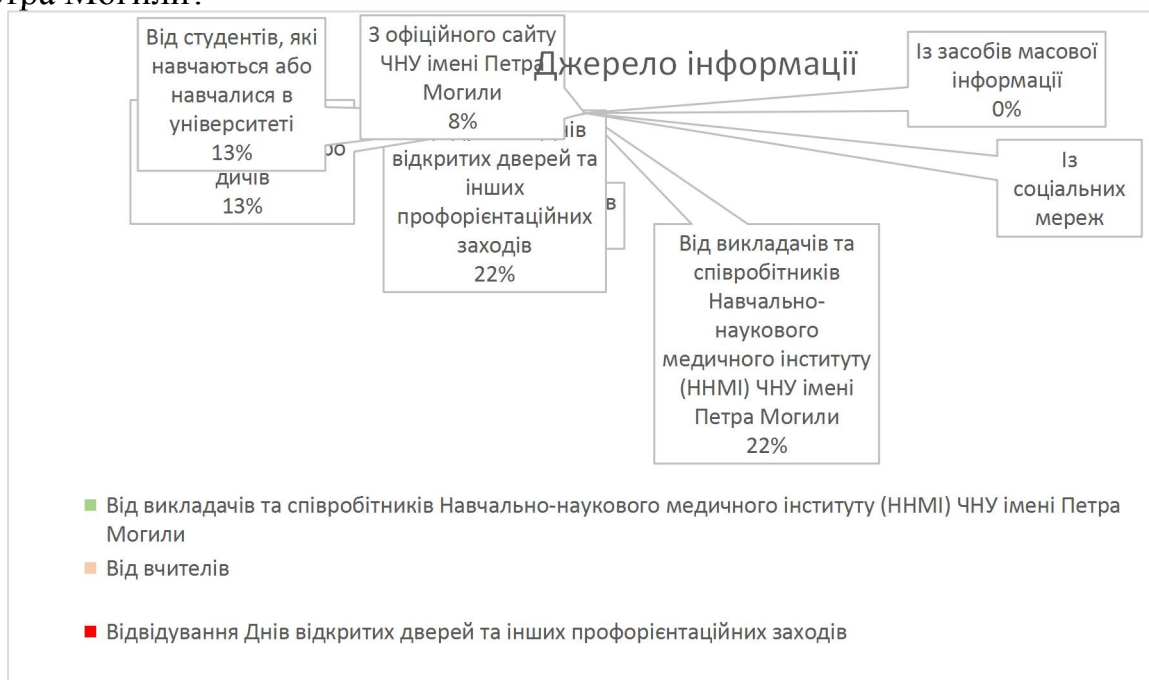 Від студентів, які
навчаються або
навчалися в
університеті
13%
дичів
13%
З офіційного сайту
ЧНУ імені Петра
Могили
8%
Джерело інформації
Із засобів масової
інформації
0%
Із
соціальних
мереж
нів
відкритих дверей та
інших
профорієнтаційних
заходів
22%
в
Від викладачів та
співробітників
Навчально-
наукового
медичного інституту
(ННМІ) ЧНУ імені
Петра Могили
22%
Від викладачів та співробітників Навчально-наукового медичного інституту (ННМІ) ЧНУ імені Петра
Могили
Від вчителів
Відвідування Днів відкритих дверей та інших профорієнтаційних заходів